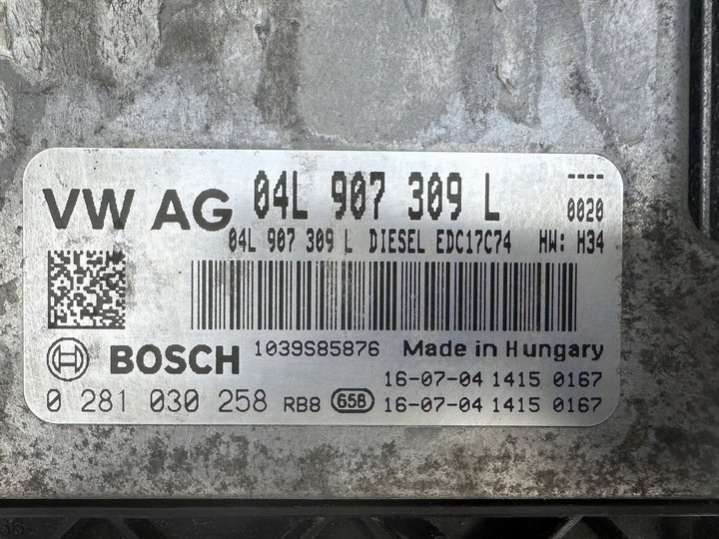 VW AG 04L 907 309 L ----
0020
04L 907 309 L DIESEL EDC17C74 HW: H34
BOSCH 1039S85876 Made in Hungary
16-07-04 1415 0167
0 281 030 258 RB8 65B 16-07-04 1415 0167